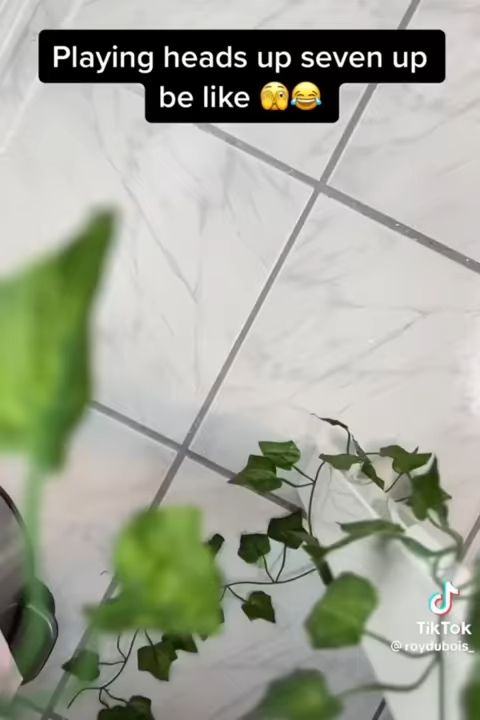 Playing heads up seven up
be like 🫣😂
TikTok
@roydubois_